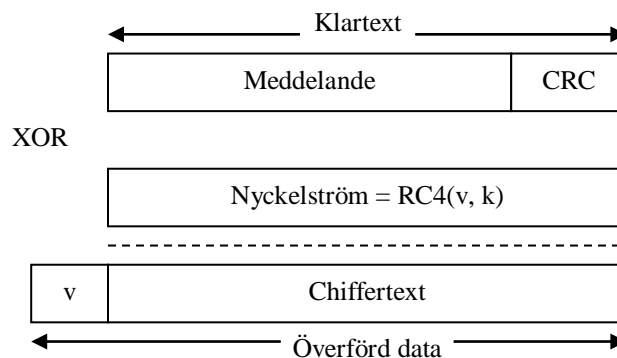 Klartext
Meddelande CRC
XOR
Nyckelström = RC4(v, k)
v Chiffertext
Överförd data